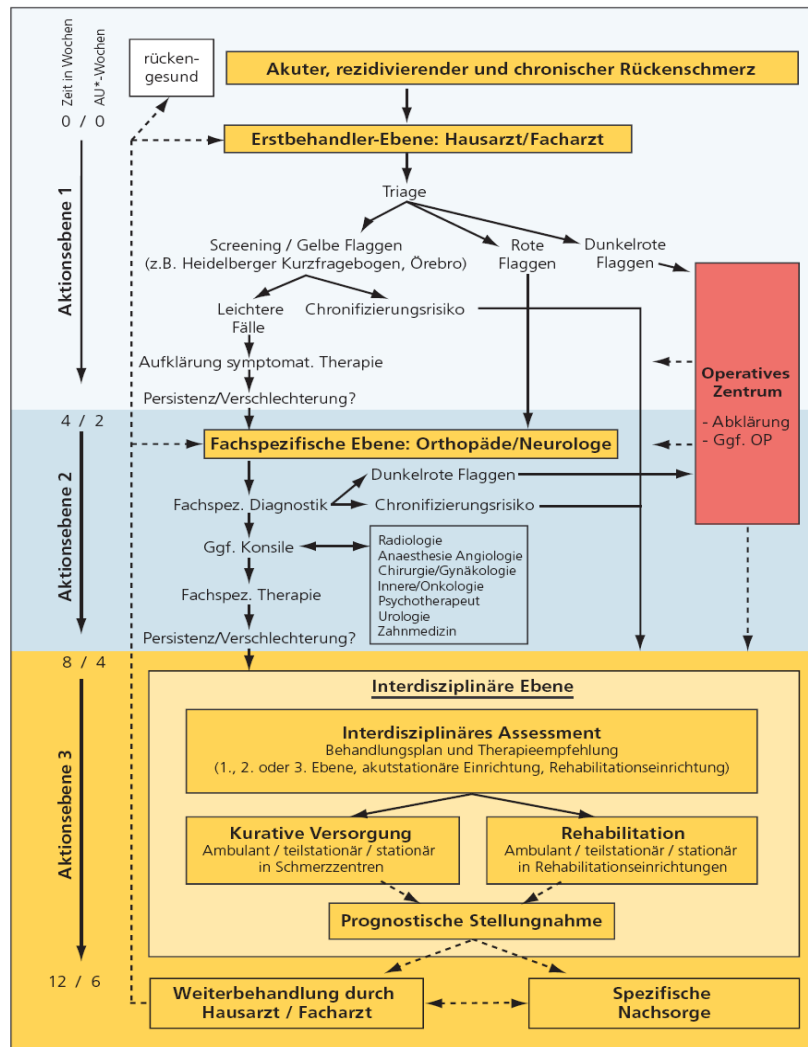 Zeit in Wochen
AU*-Wochen
rücken-
gesund
Akuter, rezidivierender und chronischer Rückenschmerz
0 / 0
Erstbehandler-Ebene: Hausarzt/Facharzt
Triage
Aktionsebene 1
Screening / Gelbe Flaggen
(z.B. Heidelberger Kurzfragebogen, Örebro)
Rote
Flaggen
Dunkelrote
Flaggen
Leichtere
Fälle
Chronifizierungsrisiko
Aufklärung symptomat. Therapie
Persistenz/Verschlechterung?
Operatives
Zentrum
- Abklärung
- Ggf. OP
4 / 2
Fachspezifische Ebene: Orthopäde/Neurologe
Aktionsebene 2
Dunkelrote Flaggen
Fachspez. Diagnostik
Chronifizierungsrisiko
Ggf. Konsile
Radiologie
Anaesthesie Angiologie
Chirurgie/Gynäkologie
Innere/Onkologie
Psychotherapeut
Urologie
Zahnmedizin
Fachspez. Therapie
Persistenz/Verschlechterung?
8 / 4
Aktionsebene 3
Interdisziplinäre Ebene
Interdisziplinäres Assessment
Behandlungsplan und Therapieempfehlung
(1., 2. oder 3. Ebene, akutstationäre Einrichtung, Rehabilitationseinrichtung)
Kurative Versorgung
Ambulant / teilstationär / stationär
in Schmerzzentren
Rehabilitation
Ambulant / teilstationär / stationär
in Rehabilitationseinrichtungen
Prognostische Stellungnahme
12 / 6
Weiterbehandlung durch
Hausarzt / Facharzt
Spezifische
Nachsorge